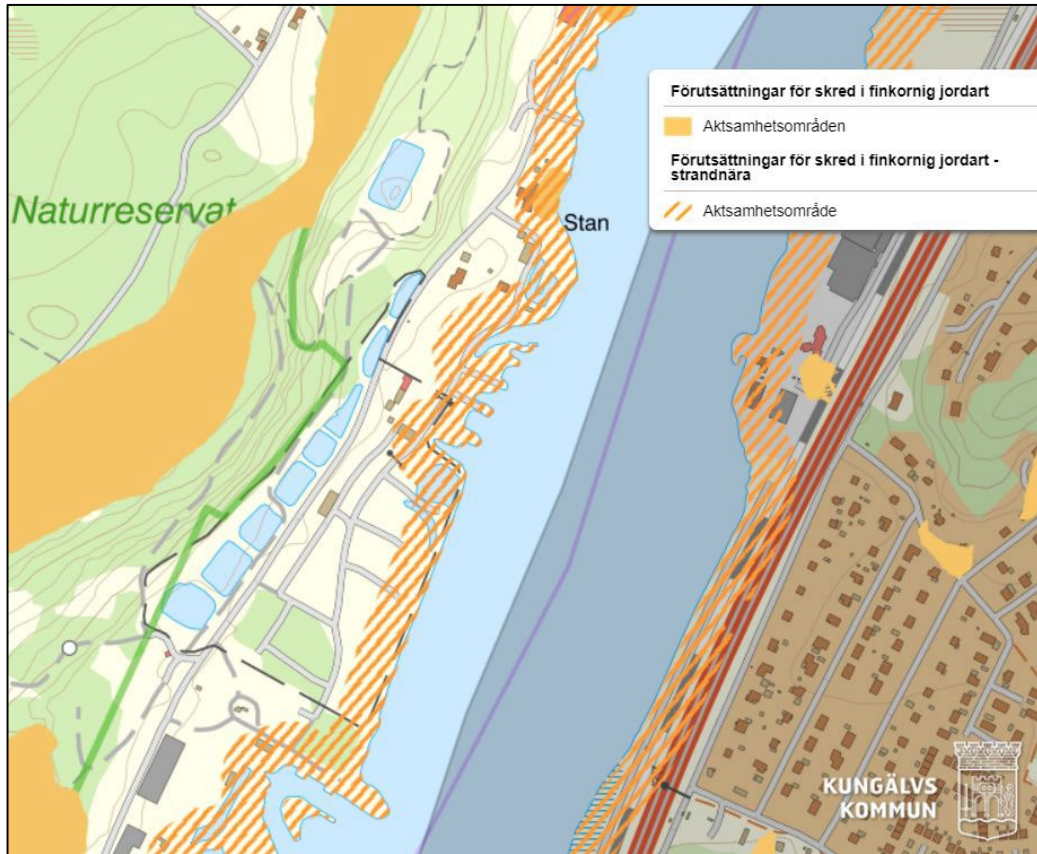 Förutsättningar för skred i finkornig jordart
Aktsamhetsområden
Förutsättningar för skred i finkornig jordart -
strandnära
Aktsamhetsområde
Naturreservat
Stan
KUNGÄLVS
KOMMUN